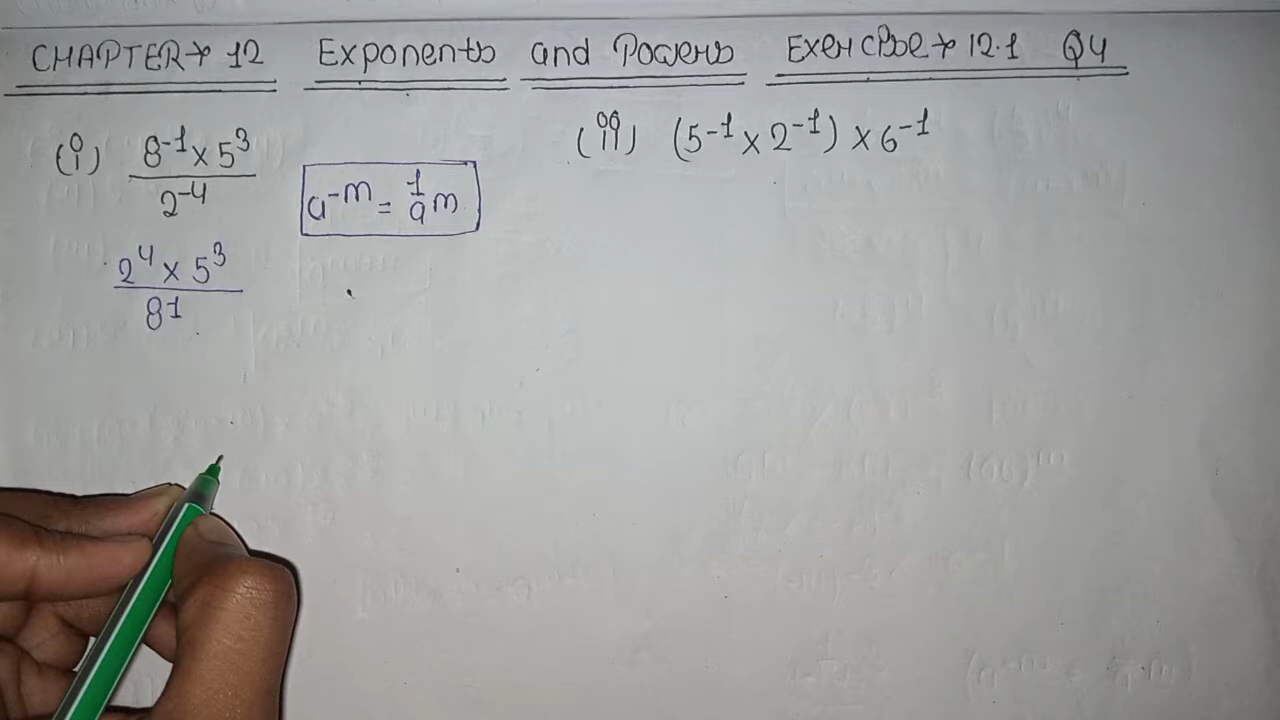 CHAPTER → 12 Exponents and Powers Exercise → 12.1 Q4
(i) 8⁻¹ × 5³ / 2⁻⁴
a⁻ᵐ = 1/aᵐ
2⁴ × 5³ / 8¹
(ii) (5⁻¹ × 2⁻¹) × 6⁻¹